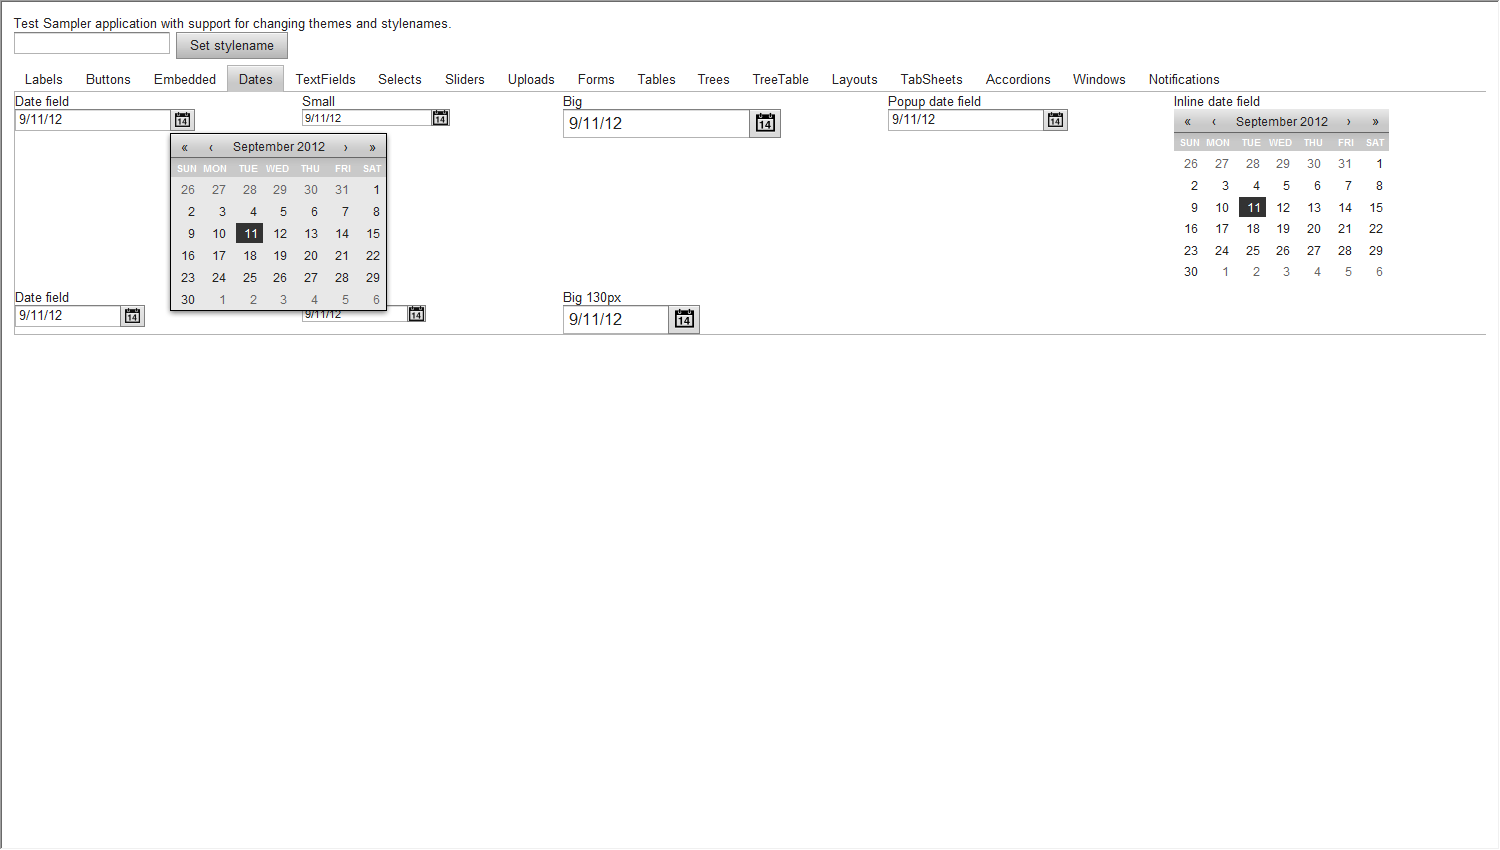 Test Sampler application with support for changing themes and stylenames.
Set stylename
Labels Buttons Embedded Dates TextFields Selects Sliders Uploads Forms Tables Trees TreeTable Layouts TabSheets Accordions Windows Notifications
Date field Small Big Popup date field Inline date field
9/11/12 14 9/11/12 14 9/11/12 14 9/11/12 14
« ‹ September 2012 › »
SUN MON TUE WED THU FRI SAT
26 27 28 29 30 31 1
2 3 4 5 6 7 8
9 10 11 12 13 14 15
16 17 18 19 20 21 22
23 24 25 26 27 28 29
30 1 2 3 4 5 6
« ‹ September 2012 › »
SUN MON TUE WED THU FRI SAT
26 27 28 29 30 31 1
2 3 4 5 6 7 8
9 10 11 12 13 14 15
16 17 18 19 20 21 22
23 24 25 26 27 28 29
30 1 2 3 4 5 6
Date field Big 130px
9/11/12 14 9/11/12 14 9/11/12 14